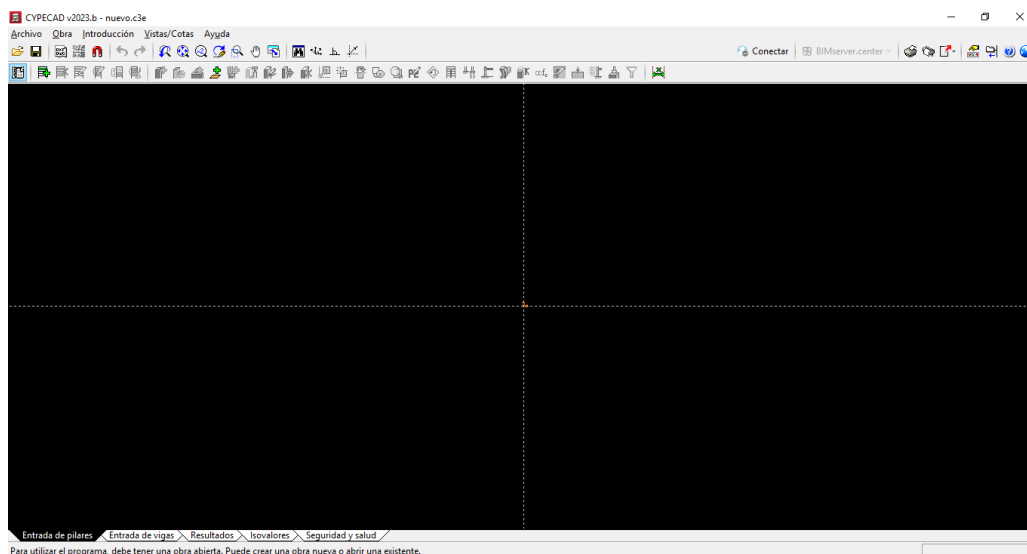 CYPECAD v2023.b - nuevo.c3e
Archivo Obra Introducción Vistas/Cotas Ayuda
Conectar BIMserver.center
Entrada de pilares Entrada de vigas Resultados Isovalores Seguridad y salud
Para utilizar el programa, debe tener una obra abierta. Puede crear una obra nueva o abrir una existente.